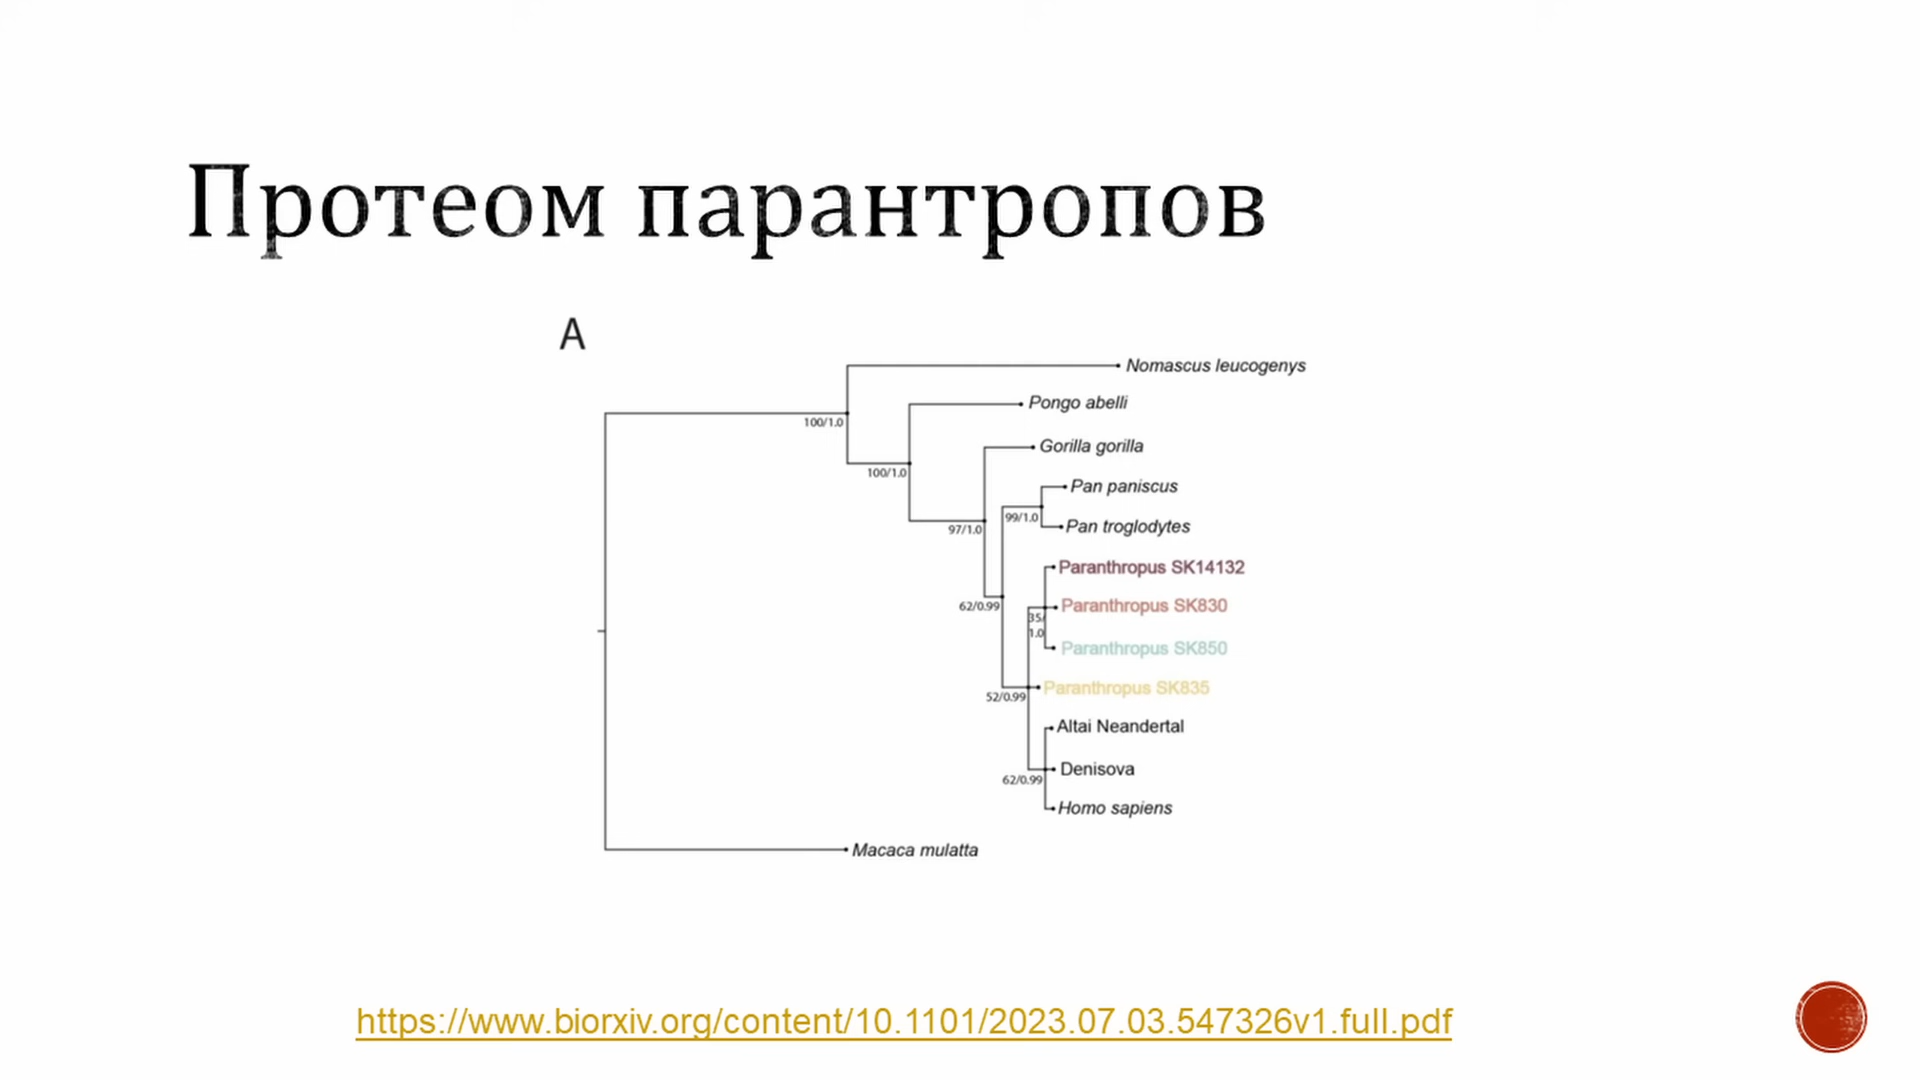 Протеом парантропов
A
Nomascus leucogenys
Pongo abelli
100/1.0
Gorilla gorilla
100/1.0
Pan paniscus
99/1.0
97/1.0
Pan troglodytes
Paranthropus SK14132
62/0.99
Paranthropus SK830
35/
1.0
Paranthropus SK850
Paranthropus SK835
52/0.99
Altai Neandertal
Denisova
62/0.99
Homo sapiens
Macaca mulatta
https://www.biorxiv.org/content/10.1101/2023.07.03.547326v1.full.pdf